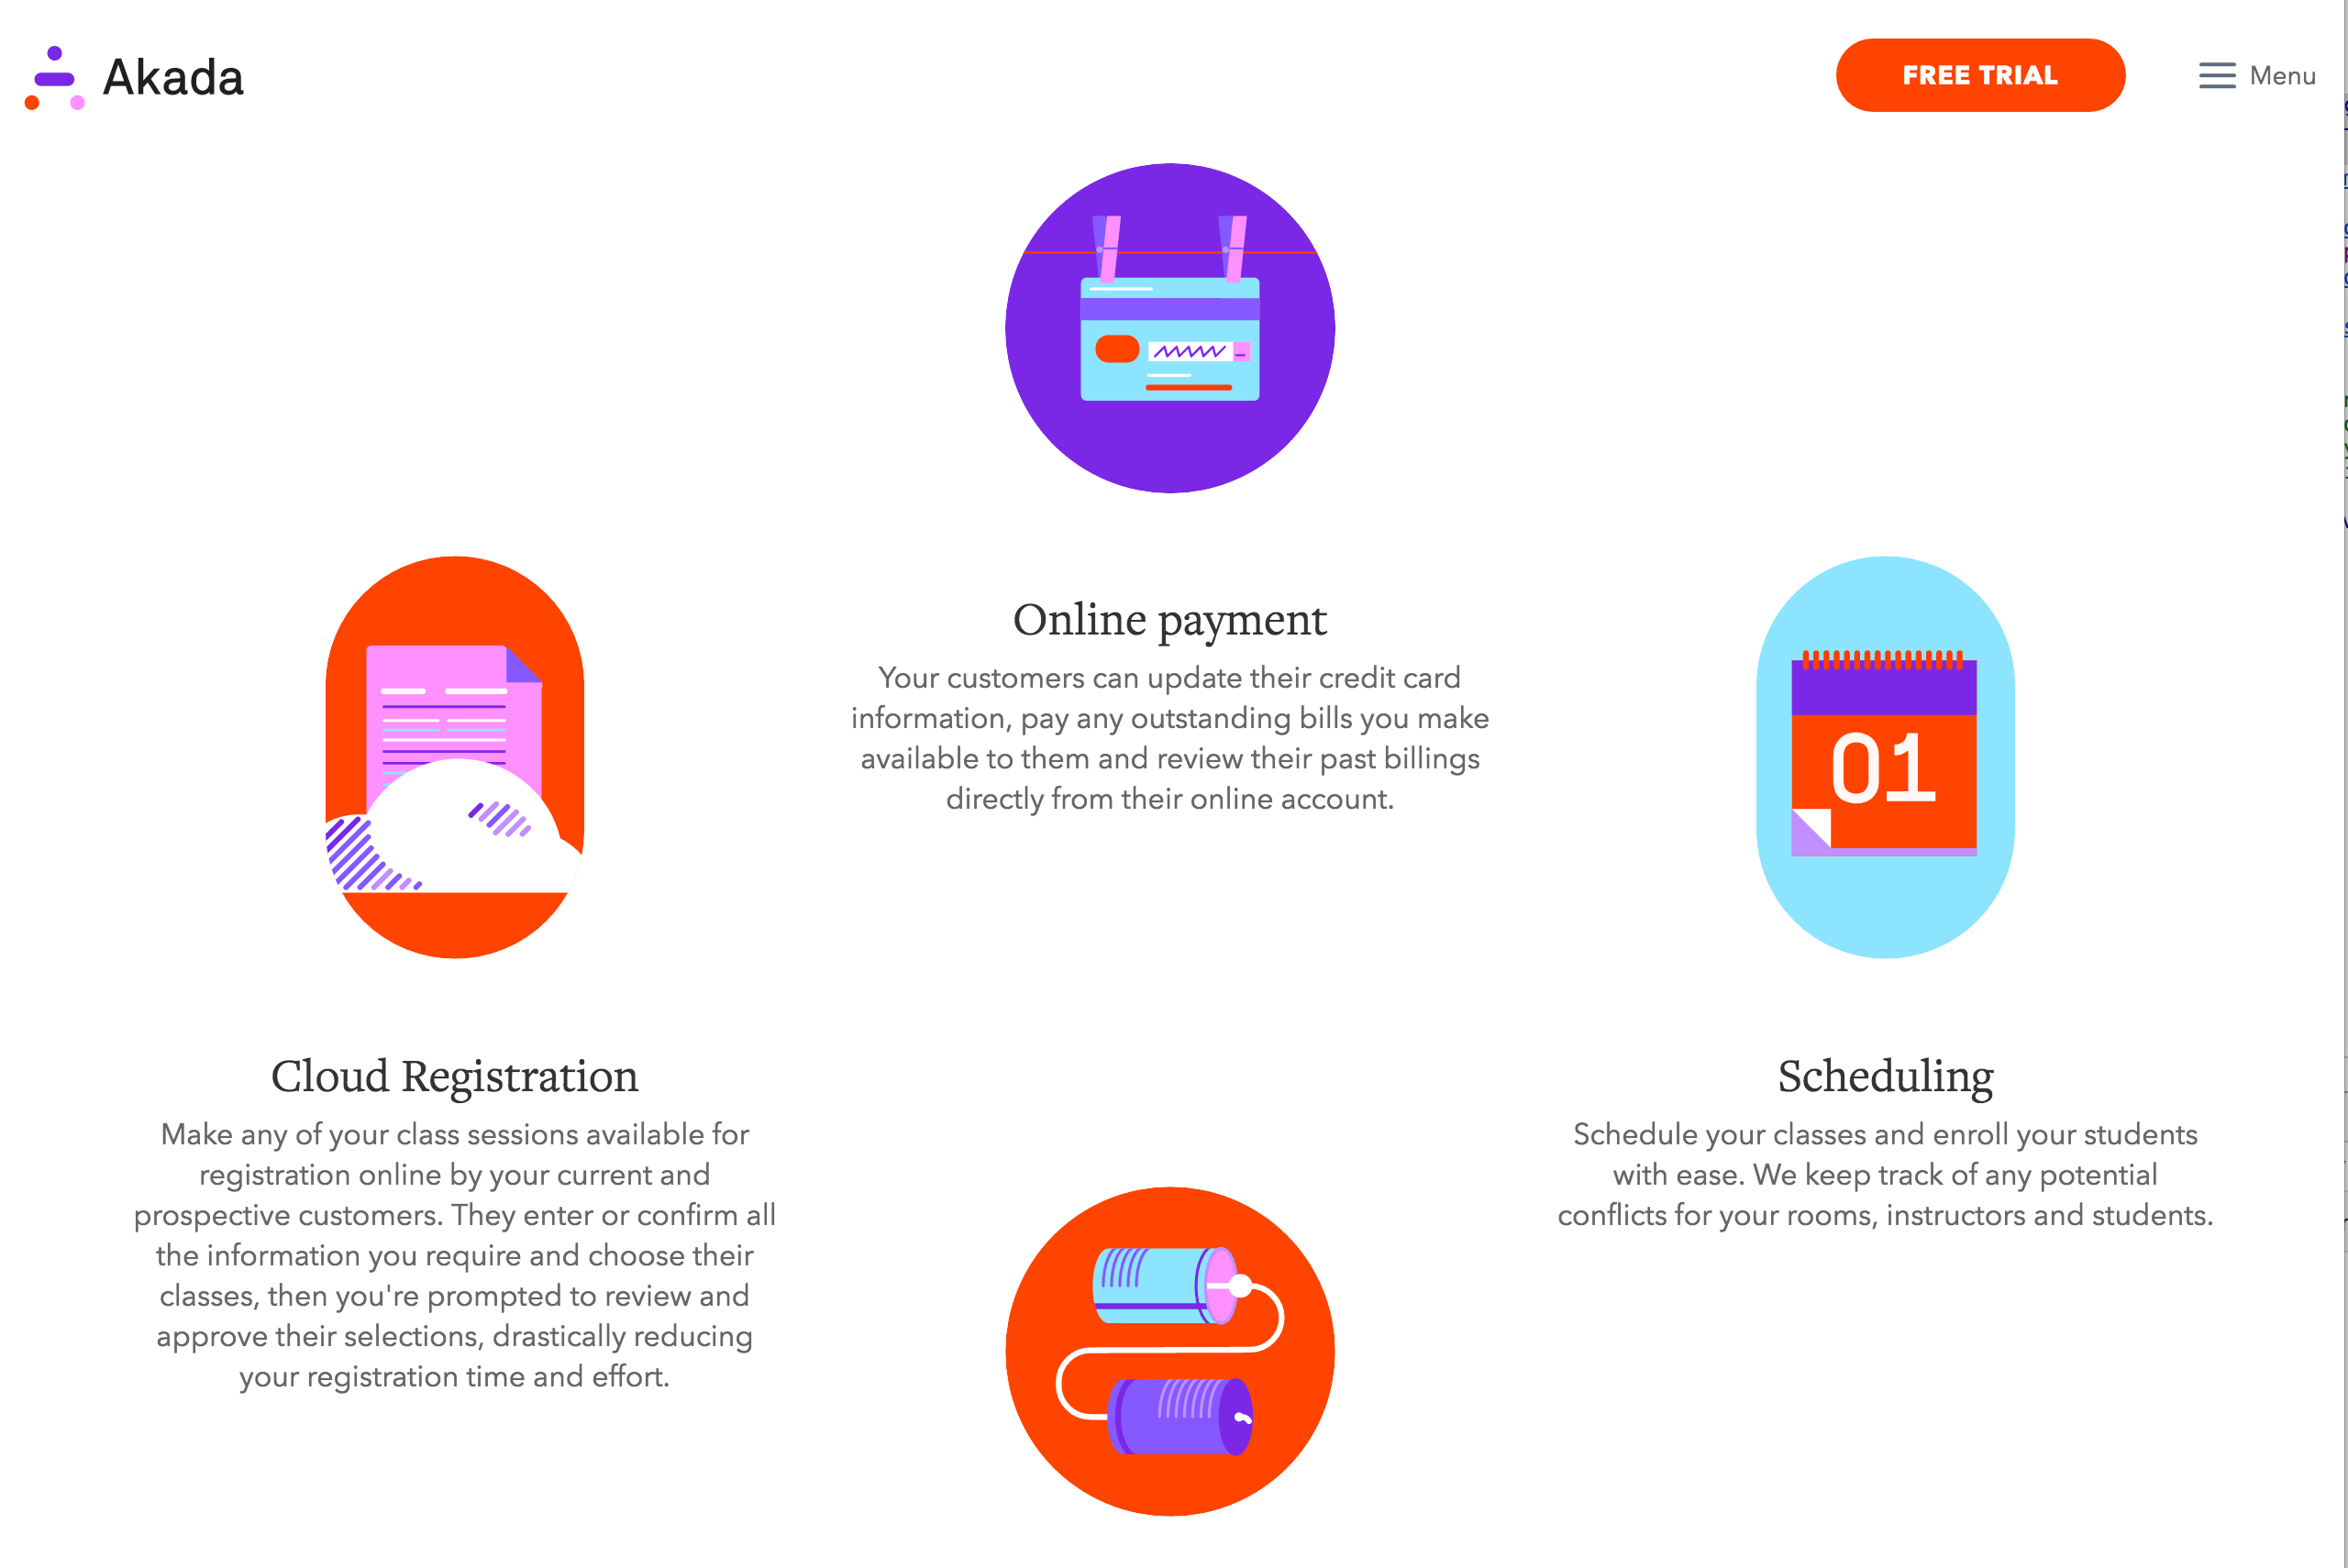 Akada
FREE TRIAL
Menu
Online payment
Your customers can update their credit card
information, pay any outstanding bills you make
available to them and review their past billings
directly from their online account.
01
Cloud Registration
Make any of your class sessions available for
registration online by your current and
prospective customers. They enter or confirm all
the information you require and choose their
classes, then you're prompted to review and
approve their selections, drastically reducing
your registration time and effort.
Scheduling
Schedule your classes and enroll your students
with ease. We keep track of any potential
conflicts for your rooms, instructors and students.